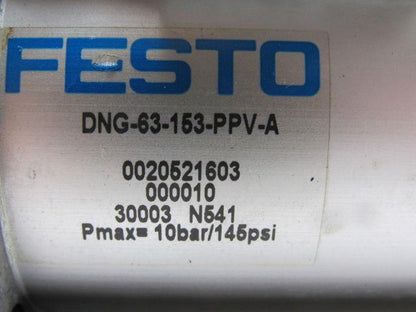 FESTO
DNG-63-153-PPV-A
0020521603
000010
30003 N541
Pmax= 10bar/145psi